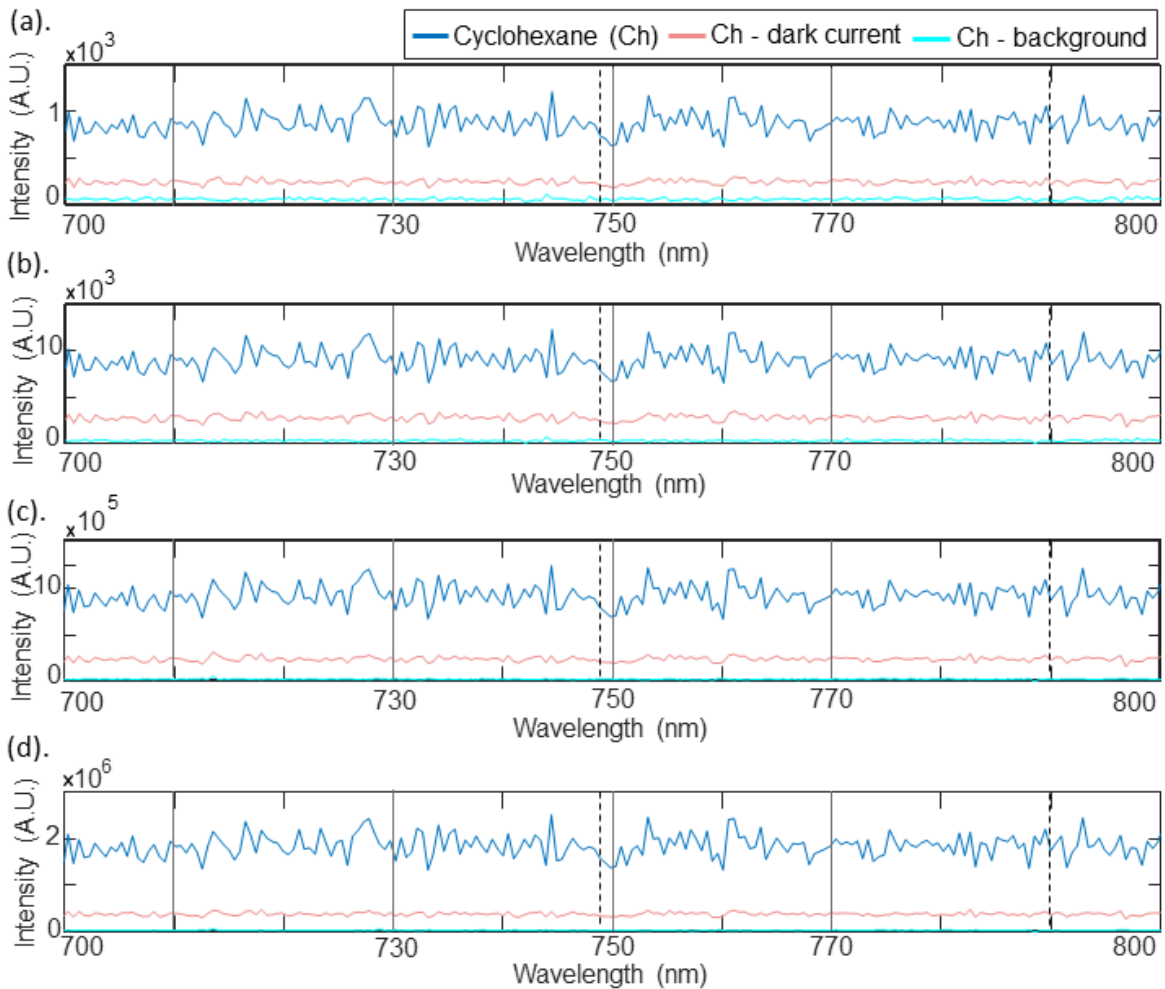 (a).
Cyclohexane (Ch) Ch - dark current Ch - background
x10³
Intensity (A.U.)
1
0
700 730 750 770 800
Wavelength (nm)
(b).
x10³
Intensity (A.U.)
10
0
700 730 750 770 800
Wavelength (nm)
(c).
x10⁵
Intensity (A.U.)
10
0
700 730 750 770 800
Wavelength (nm)
(d).
x10⁶
Intensity (A.U.)
2
0
700 730 750 770 800
Wavelength (nm)